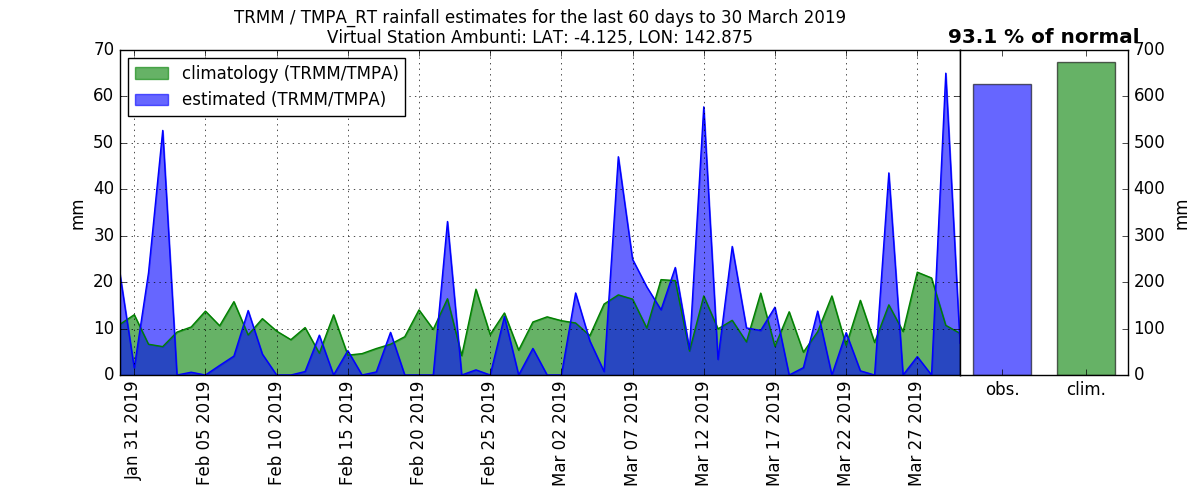 TRMM / TMPA_RT rainfall estimates for the last 60 days to 30 March 2019
Virtual Station Ambunti: LAT: -4.125, LON: 142.875
93.1 % of normal
climatology (TRMM/TMPA)
estimated (TRMM/TMPA)
70
60
50
40
30
20
10
0
mm
700
600
500
400
300
200
100
0
mm
Jan 31 2019
Feb 05 2019
Feb 10 2019
Feb 15 2019
Feb 20 2019
Feb 25 2019
Mar 02 2019
Mar 07 2019
Mar 12 2019
Mar 17 2019
Mar 22 2019
Mar 27 2019
obs.
clim.